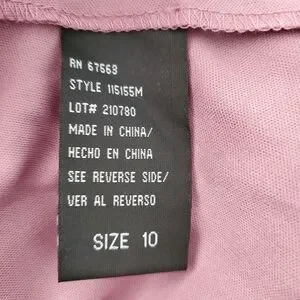 RN 67569
STYLE 115155M
LOT# 210780
MADE IN CHINA/
HECHO EN CHINA
SEE REVERSE SIDE/
VER AL REVERSO
SIZE 10